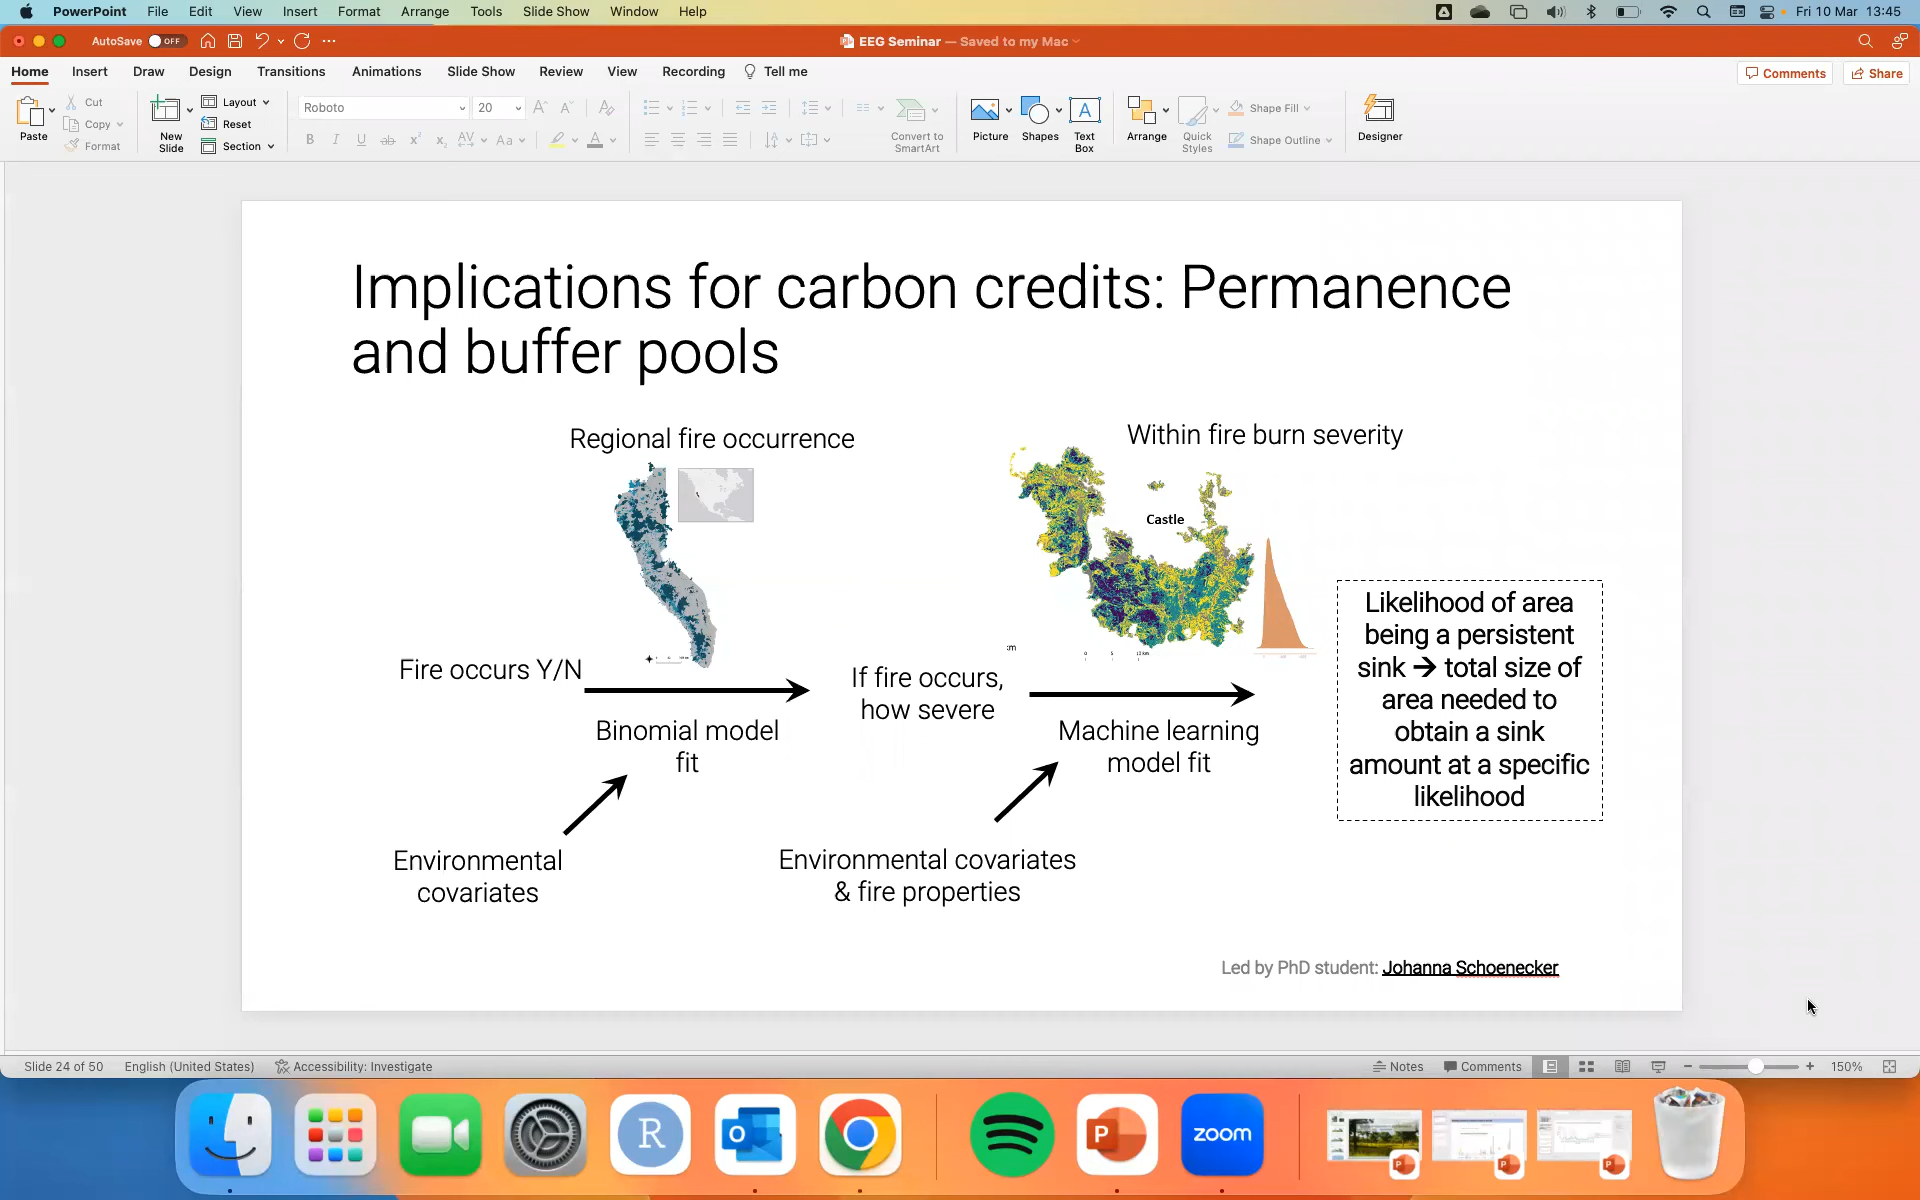 PowerPoint File Edit View Insert Format Arrange Tools Slide Show Window Help Fri 10 Mar 13:45
AutoSave OFF EEG Seminar — Saved to my Mac
Home Insert Draw Design Transitions Animations Slide Show Review View Recording Tell me Comments Share
Paste Cut Copy Format
New Slide Layout Reset Section
Roboto 20
Convert to SmartArt
Picture Shapes Text Box
Arrange Quick Styles Shape Fill Shape Outline
Designer
Implications for carbon credits: Permanence
and buffer pools
Regional fire occurrence
Within fire burn severity
Castle
km
Fire occurs Y/N
Binomial model
fit
Environmental
covariates
If fire occurs,
how severe
Machine learning
model fit
Environmental covariates
& fire properties
Likelihood of area
being a persistent
sink → total size of
area needed to
obtain a sink
amount at a specific
likelihood
Led by PhD student: Johanna Schoenecker
Slide 24 of 50 English (United States) Accessibility: Investigate Notes Comments 150%
zoom